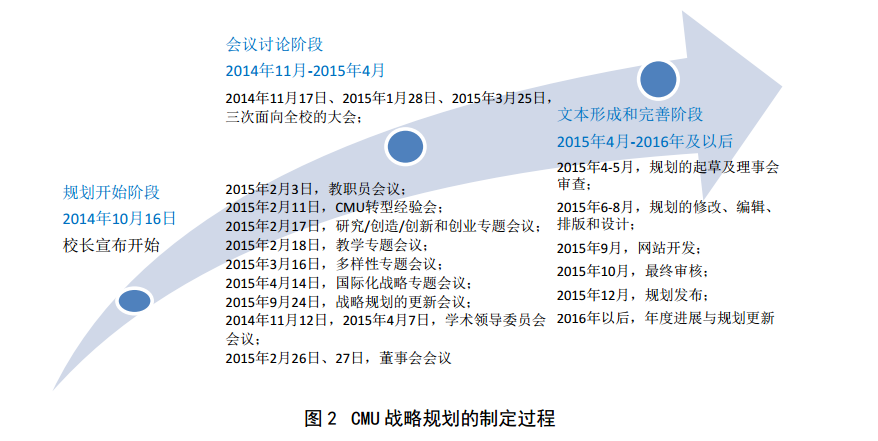 规划开始阶段
2014年10月16日
校长宣布开始
会议讨论阶段
2014年11月-2015年4月
2014年11月17日、2015年1月28日、2015年3月25日，
三次面向全校的大会；
2015年2月3日，教职员会议；
2015年2月11日，CMU转型经验会；
2015年2月17日，研究/创造/创新和创业专题会议；
2015年2月18日，教学专题会议；
2015年3月16日，多样性专题会议；
2015年4月14日，国际化战略专题会议；
2015年9月24日，战略规划的更新会议；
2014年11月12日，2015年4月7日，学术领导委员会
会议；
2015年2月26日、27日，董事会会议
文本形成和完善阶段
2015年4月-2016年及以后
2015年4-5月，规划的起草及理事会
审查；
2015年6-8月，规划的修改、编辑、
排版和设计；
2015年9月，网站开发；
2015年10月，最终审核；
2015年12月，规划发布；
2016年以后，年度进展与规划更新
图 2 CMU 战略规划的制定过程